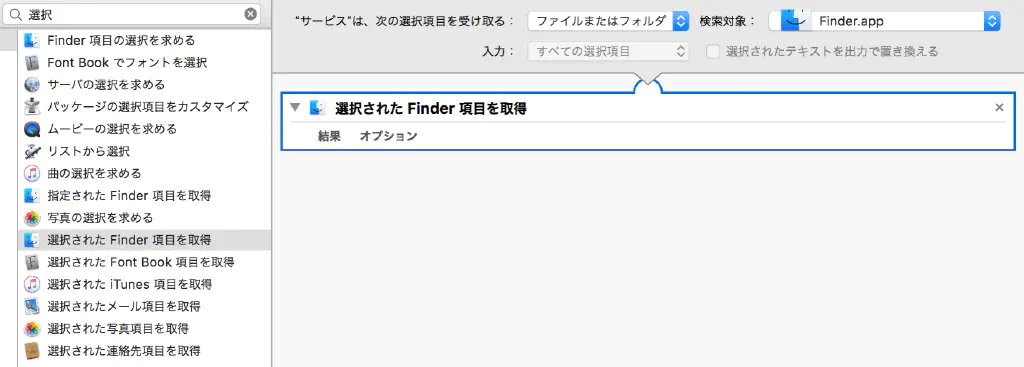 選択
Finder 項目の選択を求める
Font Book でフォントを選択
サーバの選択を求める
パッケージの選択項目をカスタマイズ
ムービーの選択を求める
リストから選択
曲の選択を求める
指定された Finder 項目を取得
写真の選択を求める
選択された Finder 項目を取得
選択された Font Book 項目を取得
選択された iTunes 項目を取得
選択されたメール項目を取得
選択された写真項目を取得
選択された連絡先項目を取得
"サービス"は、次の選択項目を受け取る： ファイルまたはフォルダ 検索対象： Finder.app
入力： すべての選択項目 選択されたテキストを出力で置き換える
選択された Finder 項目を取得
結果 オプション